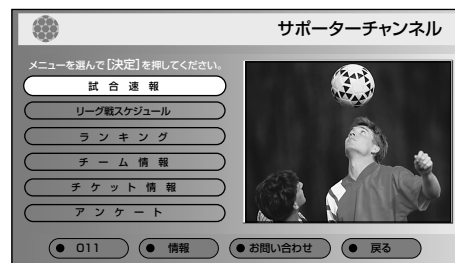 サポーターチャンネル
メニューを選んで［決定］を押してください。
試合速報
リーグ戦スケジュール
ランキング
チーム情報
チケット情報
アンケート
● 011 ● 情報 ● お問い合わせ ● 戻る